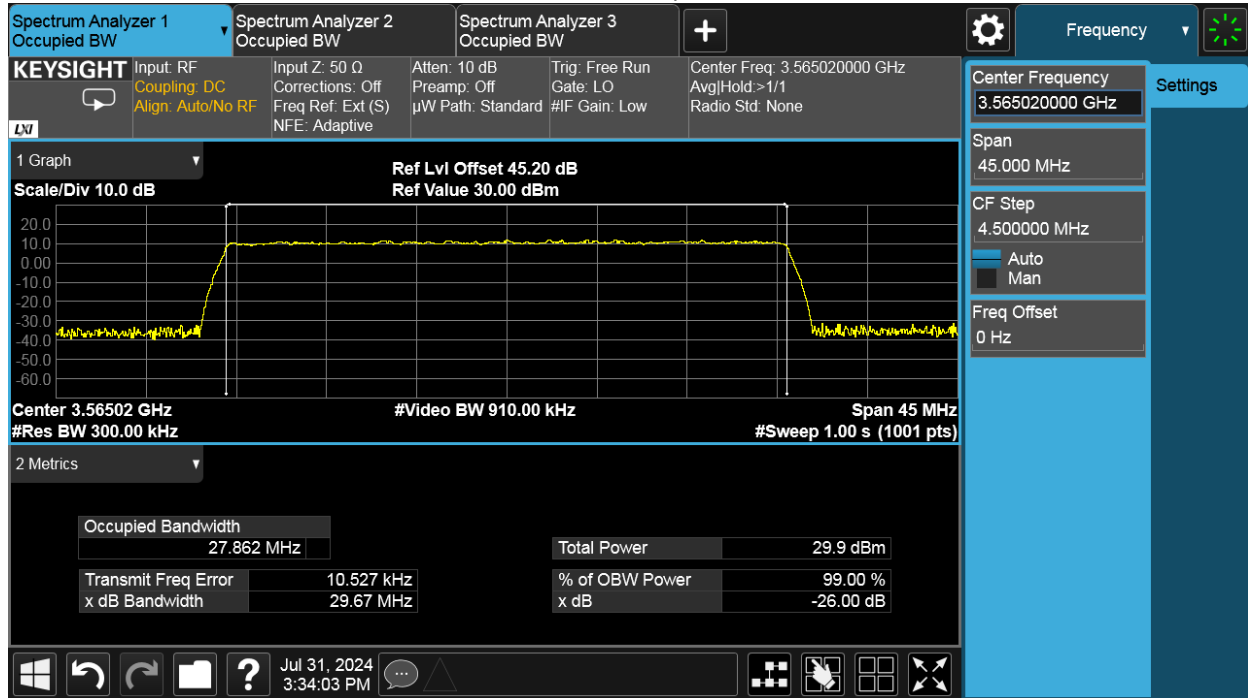 Spectrum Analyzer 1
Occupied BW
Spectrum Analyzer 2
Occupied BW
Spectrum Analyzer 3
Occupied BW
+
Frequency
KEYSIGHT
LXI
Input: RF
Coupling: DC
Align: Auto/No RF
Input Z: 50 Ω
Corrections: Off
Freq Ref: Ext (S)
NFE: Adaptive
Atten: 10 dB
Preamp: Off
µW Path: Standard
Trig: Free Run
Gate: LO
#IF Gain: Low
Center Freq: 3.565020000 GHz
Avg|Hold:>1/1
Radio Std: None
Center Frequency
3.565020000 GHz
Settings
Span
45.000 MHz
CF Step
4.500000 MHz
Auto
Man
Freq Offset
0 Hz
1 Graph
Scale/Div 10.0 dB
Ref Lvl Offset 45.20 dB
Ref Value 30.00 dBm
20.0
10.0
0.00
-10.0
-20.0
-30.0
-40.0
-50.0
-60.0
Center 3.56502 GHz
#Video BW 910.00 kHz
Span 45 MHz
#Res BW 300.00 kHz
#Sweep 1.00 s (1001 pts)
2 Metrics
Occupied Bandwidth
27.862 MHz
Total Power 29.9 dBm
Transmit Freq Error 10.527 kHz
% of OBW Power 99.00 %
x dB Bandwidth 29.67 MHz
x dB -26.00 dB
?
Jul 31, 2024
3:34:03 PM